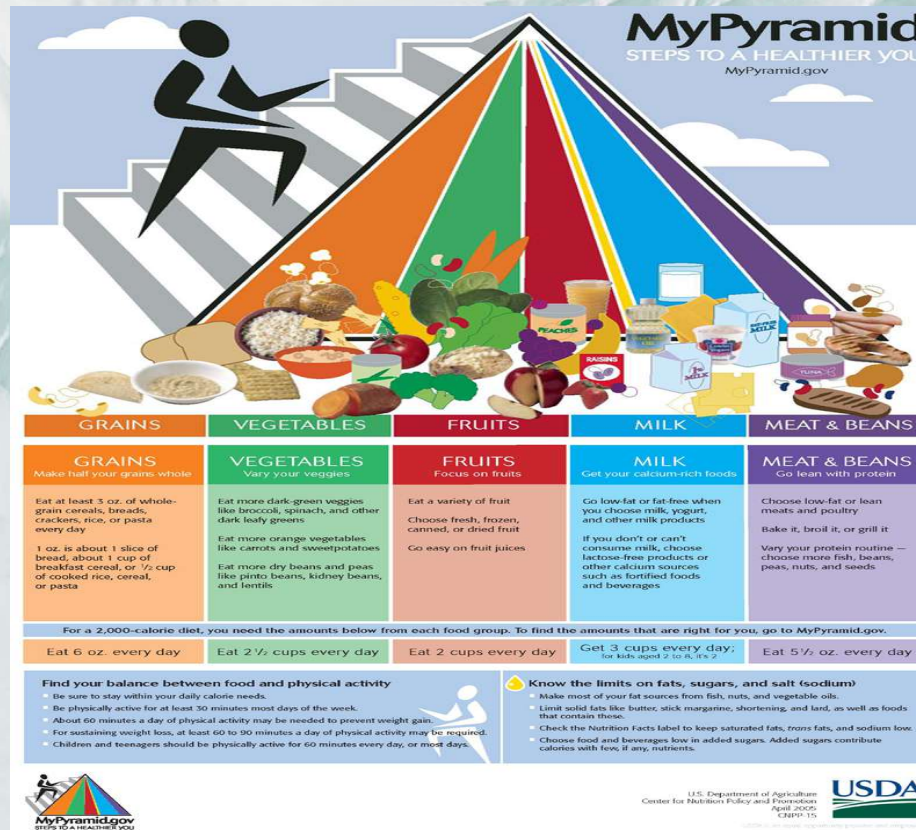 MyPyramid
STEPS TO A HEALTHIER YOU
MyPyramid.gov
PEACHES
RAISINS
MILK
MILK
TUNA
GRAINS
VEGETABLES
FRUITS
MILK
MEAT & BEANS
GRAINS
Make half your grains whole
Eat at least 3 oz. of whole-
grain cereals, breads,
crackers, rice, or pasta
every day
1 oz. is about 1 slice of
bread, about 1 cup of
breakfast cereal, or ½ cup
of cooked rice, cereal,
or pasta
VEGETABLES
Vary your veggies
Eat more dark-green veggies
like broccoli, spinach, and other
dark leafy greens
Eat more orange vegetables
like carrots and sweetpotatoes
Eat more dry beans and peas
like pinto beans, kidney beans,
and lentils
FRUITS
Focus on fruits
Eat a variety of fruit
Choose fresh, frozen,
canned, or dried fruit
Go easy on fruit juices
MILK
Get your calcium-rich foods
Go low-fat or fat-free when
you choose milk, yogurt,
and other milk products
If you don't or can't
consume milk, choose
lactose-free products or
other calcium sources
such as fortified foods
and beverages
MEAT & BEANS
Go lean with protein
Choose low-fat or lean
meats and poultry
Bake it, broil it, or grill it
Vary your protein routine —
choose more fish, beans,
peas, nuts, and seeds
For a 2,000-calorie diet, you need the amounts below from each food group. To find the amounts that are right for you, go to MyPyramid.gov.
Eat 6 oz. every day
Eat 2½ cups every day
Eat 2 cups every day
Get 3 cups every day;
for kids aged 2 to 8, it's 2
Eat 5½ oz. every day
Find your balance between food and physical activity
Be sure to stay within your daily calorie needs.
Be physically active for at least 30 minutes most days of the week.
About 60 minutes a day of physical activity may be needed to prevent weight gain.
For sustaining weight loss, at least 60 to 90 minutes a day of physical activity may be required.
Children and teenagers should be physically active for 60 minutes every day, or most days.
Know the limits on fats, sugars, and salt (sodium)
Make most of your fat sources from fish, nuts, and vegetable oils.
Limit solid fats like butter, stick margarine, shortening, and lard, as well as foods
that contain these.
Check the Nutrition Facts label to keep saturated fats, trans fats, and sodium low.
Choose food and beverages low in added sugars. Added sugars contribute
calories with few, if any, nutrients.
MyPyramid.gov
STEPS TO A HEALTHIER YOU
U.S. Department of Agriculture
Center for Nutrition Policy and Promotion
April 2005
CNPP-15
USDA